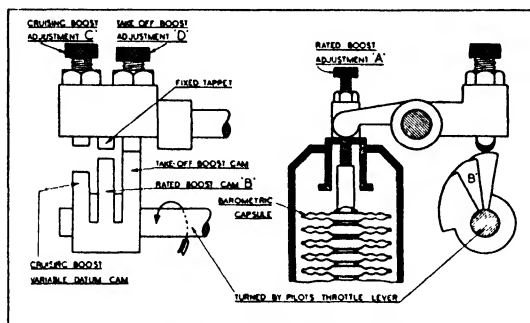 CRUISING BOOST
ADJUSTMENT 'C'
TAKE OFF BOOST
ADJUSTMENT 'D'
FIXED TAPPET
RATED BOOST
ADJUSTMENT 'A'
TAKE-OFF BOOST CAM
RATED BOOST CAM 'B'
BAROMETRIC
CAPSULE
'B'
CRUISING BOOST
VARIABLE DATUM CAM
TURNED BY PILOTS THROTTLE LEVER